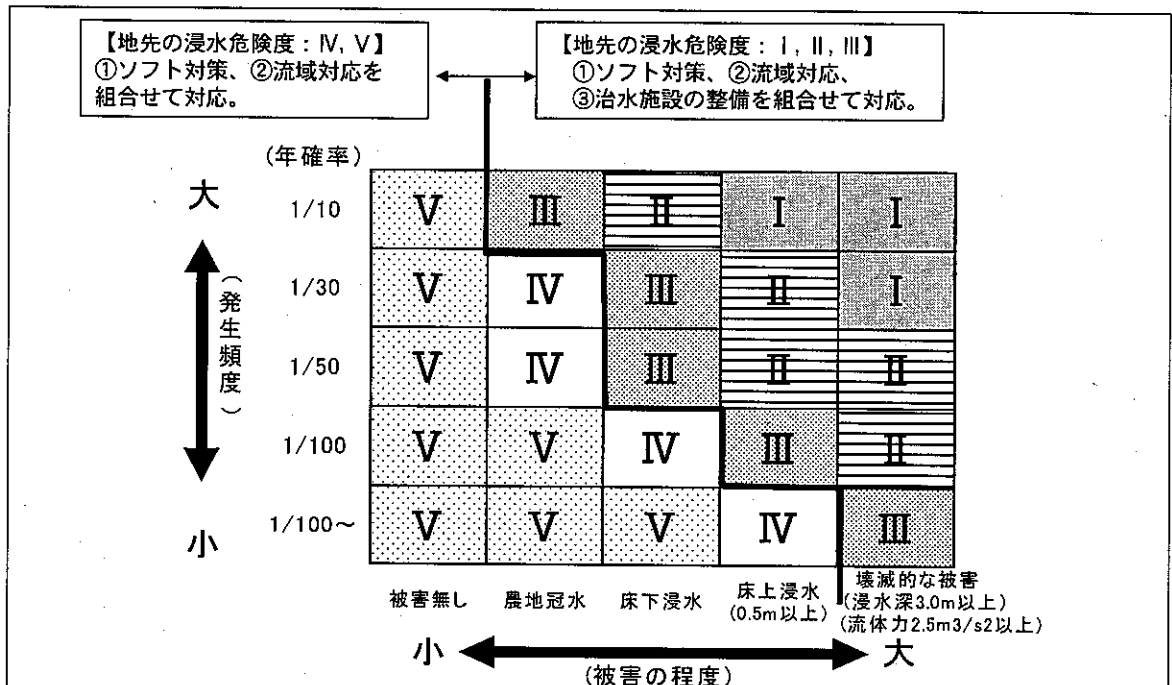 【地先の浸水危険度：Ⅳ, Ⅴ】
①ソフト対策、②流域対応を
組合せて対応。
【地先の浸水危険度：Ⅰ, Ⅱ, Ⅲ】
①ソフト対策、②流域対応、
③治水施設の整備を組合せて対応。
(年確率)
大
(発生頻度)
小
1/10 Ⅴ Ⅲ Ⅱ Ⅰ Ⅰ
1/30 Ⅴ Ⅳ Ⅲ Ⅱ Ⅰ
1/50 Ⅴ Ⅳ Ⅲ Ⅱ Ⅱ
1/100 Ⅴ Ⅴ Ⅳ Ⅲ Ⅱ
1/100～ Ⅴ Ⅴ Ⅴ Ⅳ Ⅲ
被害無し
農地冠水
床下浸水
床上浸水
(0.5m以上)
壊滅的な被害
(浸水深3.0m以上)
(流体力2.5m3/s2以上)
小
(被害の程度)
大